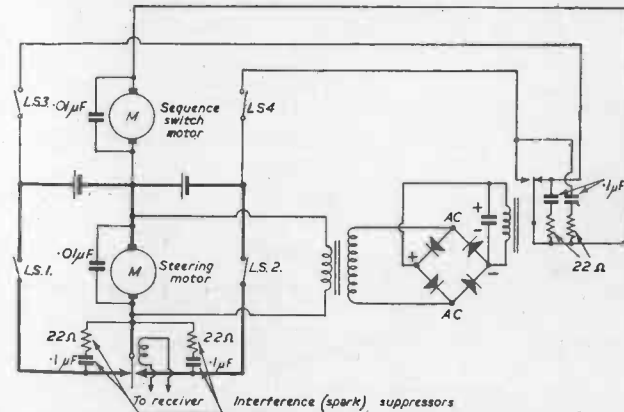 LS3.
.01µF
M
Sequence
switch
motor
LS4
.1µF
22Ω
+
-
AC
+
-
AC
LS.1.
.01µF
M
Steering
motor
LS.2.
22Ω
.1µF
22Ω
.1µF
To receiver
Interference (spark) suppressors